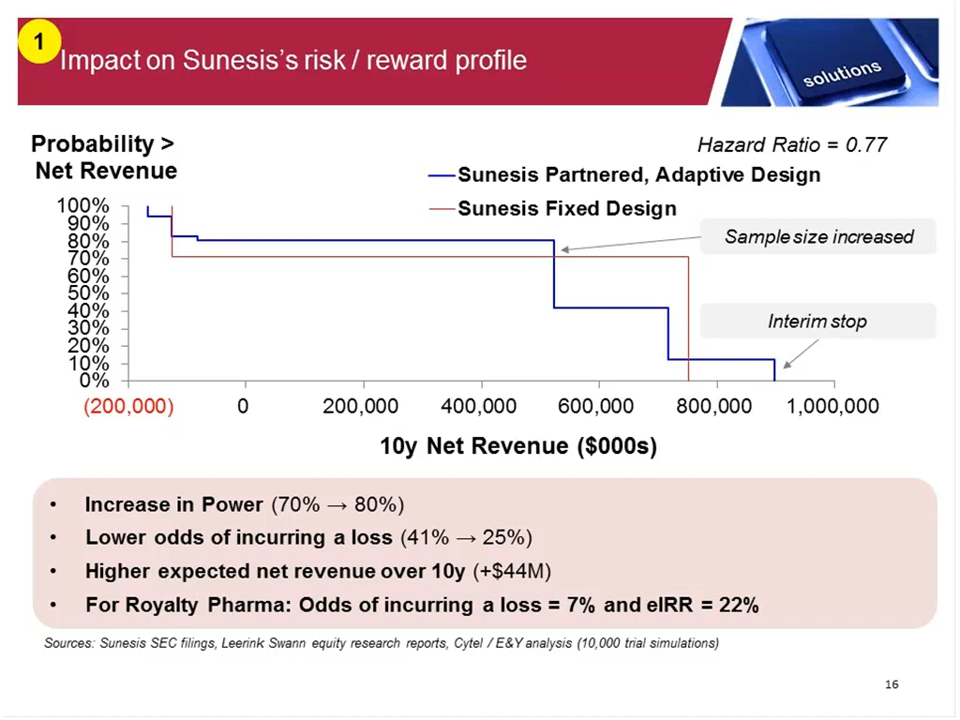 1
Impact on Sunesis's risk / reward profile
solutions
Probability >
Net Revenue
Hazard Ratio = 0.77
Sunesis Partnered, Adaptive Design
Sunesis Fixed Design
100%
90%
80%
70%
60%
50%
40%
30%
20%
10%
0%
Sample size increased
Interim stop
(200,000)
0
200,000
400,000
600,000
800,000
1,000,000
10y Net Revenue ($000s)
• Increase in Power (70% → 80%)
• Lower odds of incurring a loss (41% → 25%)
• Higher expected net revenue over 10y (+$44M)
• For Royalty Pharma: Odds of incurring a loss = 7% and eIRR = 22%
Sources: Sunesis SEC filings, Leerink Swann equity research reports, Cytel / E&Y analysis (10,000 trial simulations)
16